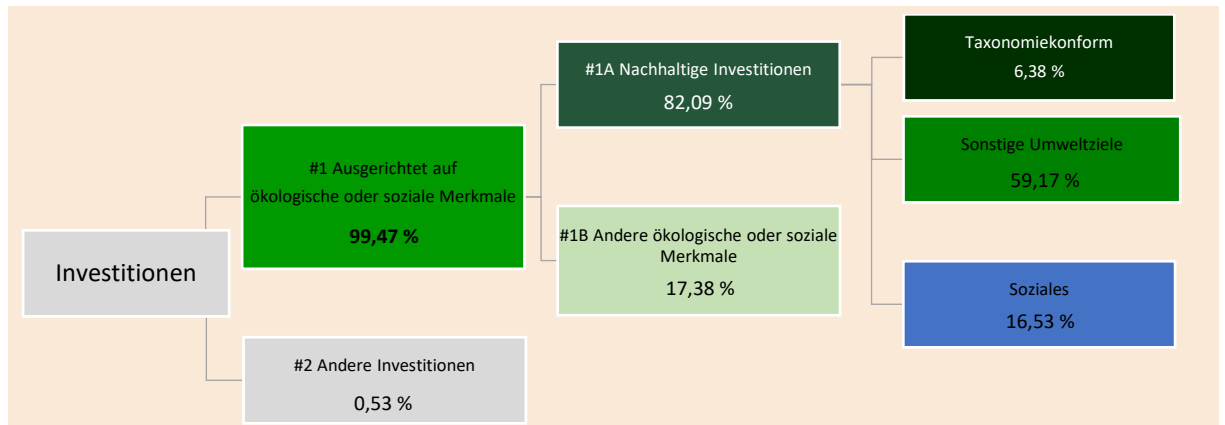 Investitionen
#1 Ausgerichtet auf
ökologische oder soziale Merkmale
99,47 %
#2 Andere Investitionen
0,53 %
#1A Nachhaltige Investitionen
82,09 %
#1B Andere ökologische oder soziale
Merkmale
17,38 %
Taxonomiekonform
6,38 %
Sonstige Umweltziele
59,17 %
Soziales
16,53 %